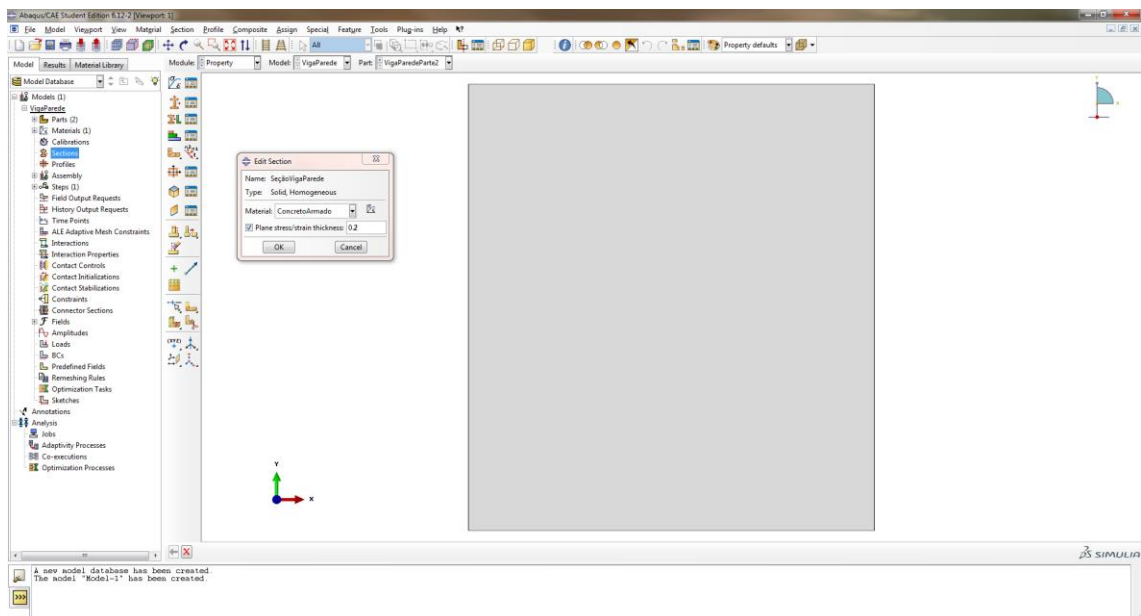 Abaqus/CAE Student Edition 6.12-2 [Viewport: 1]
File Model Viewport View Material Section Profile Composite Assign Special Feature Tools Plug-ins Help
All
Property defaults
Model Results Material Library
Module: Property Model: VigaParede Part: VigaParedeParte2
Model Database
Models (1)
VigaParede
Parts (2)
Materials (1)
Calibrations
Sections
Profiles
Assembly
Steps (1)
Field Output Requests
History Output Requests
Time Points
ALE Adaptive Mesh Constraints
Interactions
Interaction Properties
Contact Controls
Contact Initializations
Contact Stabilizations
Constraints
Connector Sections
Fields
Amplitudes
Loads
BCs
Predefined Fields
Remeshing Rules
Optimization Tasks
Sketches
Annotations
Analysis
Jobs
Adaptivity Processes
Co-executions
Optimization Processes
Edit Section
Name: SeçãoVigaParede
Type: Solid, Homogeneous
Material: ConcretoArmado
Plane stress/strain thickness: 0.2
OK Cancel
Y
X
SIMULIA
A new model database has been created.
The model "Model-1" has been created.